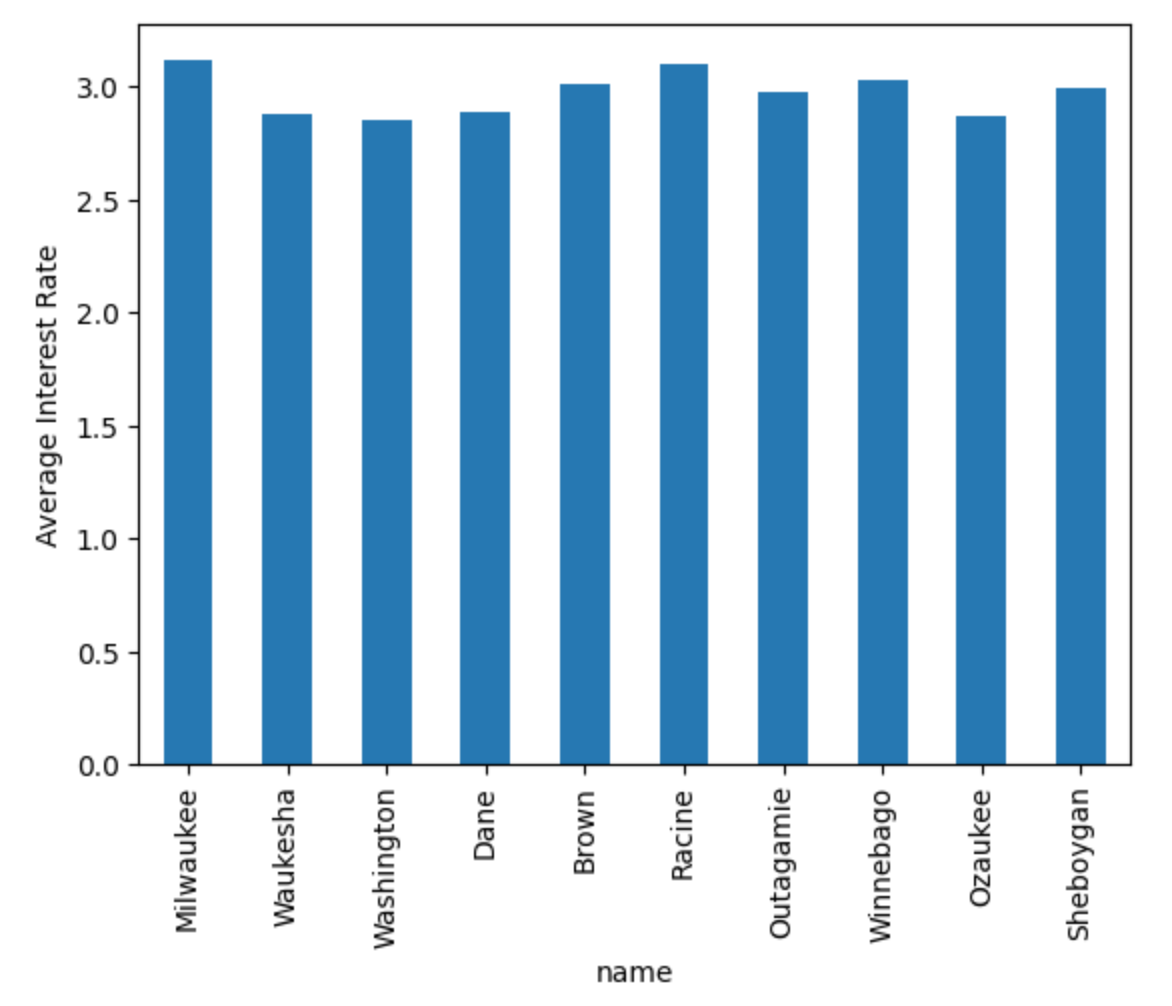 Average Interest Rate
3.0
2.5
2.0
1.5
1.0
0.5
0.0
Milwaukee
Waukesha
Washington
Dane
Brown
Racine
Outagamie
Winnebago
Ozaukee
Sheboygan
name